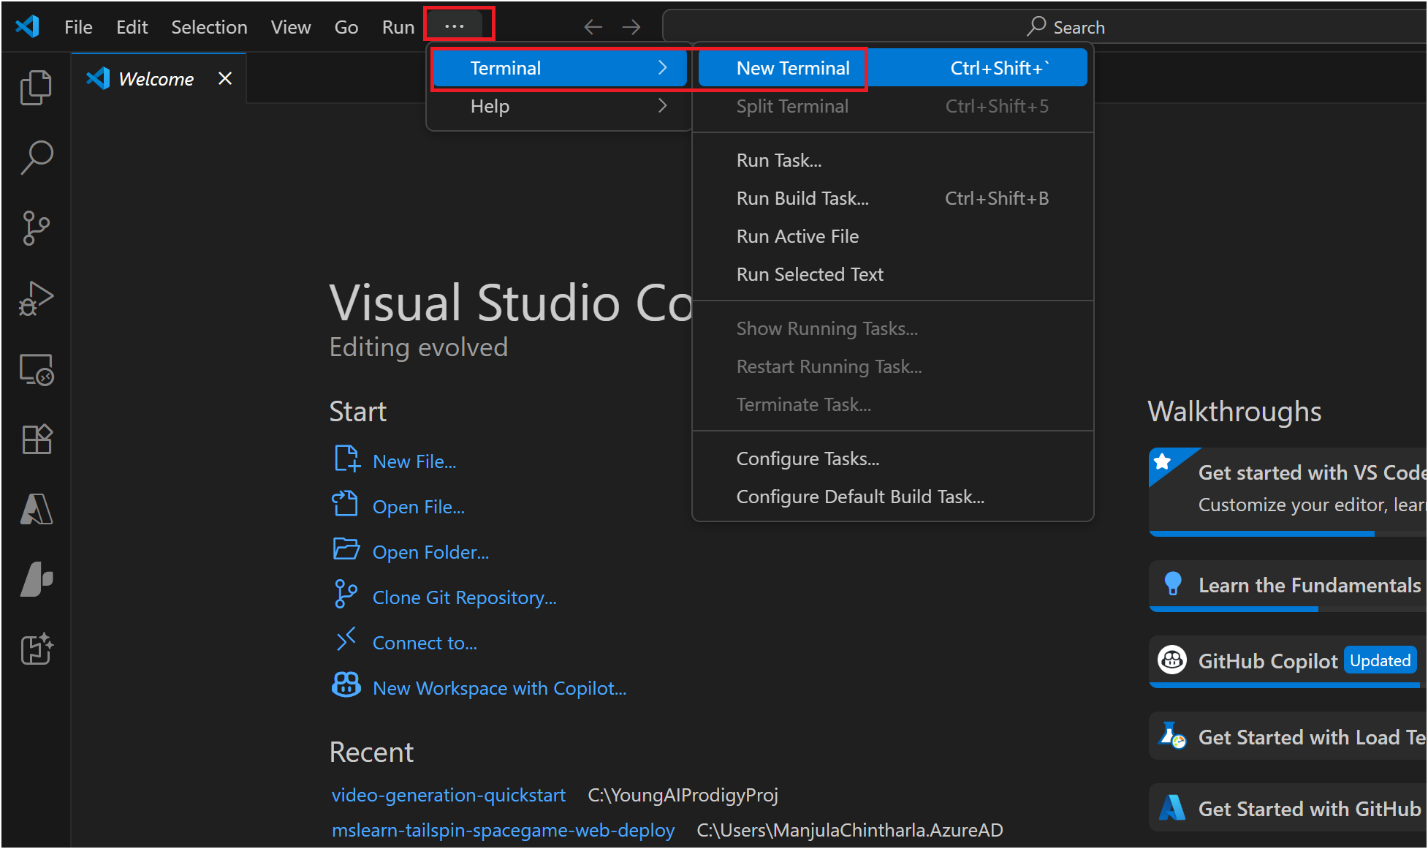 File Edit Selection View Go Run ... Search
Welcome
Terminal
Help
New Terminal Ctrl+Shift+`
Split Terminal Ctrl+Shift+5
Run Task...
Run Build Task... Ctrl+Shift+B
Run Active File
Run Selected Text
Show Running Tasks...
Restart Running Task...
Terminate Task...
Configure Tasks...
Configure Default Build Task...
Visual Studio Co
Editing evolved
Start
New File...
Open File...
Open Folder...
Clone Git Repository...
Connect to...
New Workspace with Copilot...
Recent
video-generation-quickstart C:\YoungAIProdigyProj
mslearn-tailspin-spacegame-web-deploy C:\Users\ManjulaChintharla.AzureAD
Walkthroughs
Get started with VS Code
Customize your editor, lear
Learn the Fundamentals
GitHub Copilot Updated
Get Started with Load Te
Get Started with GitHub